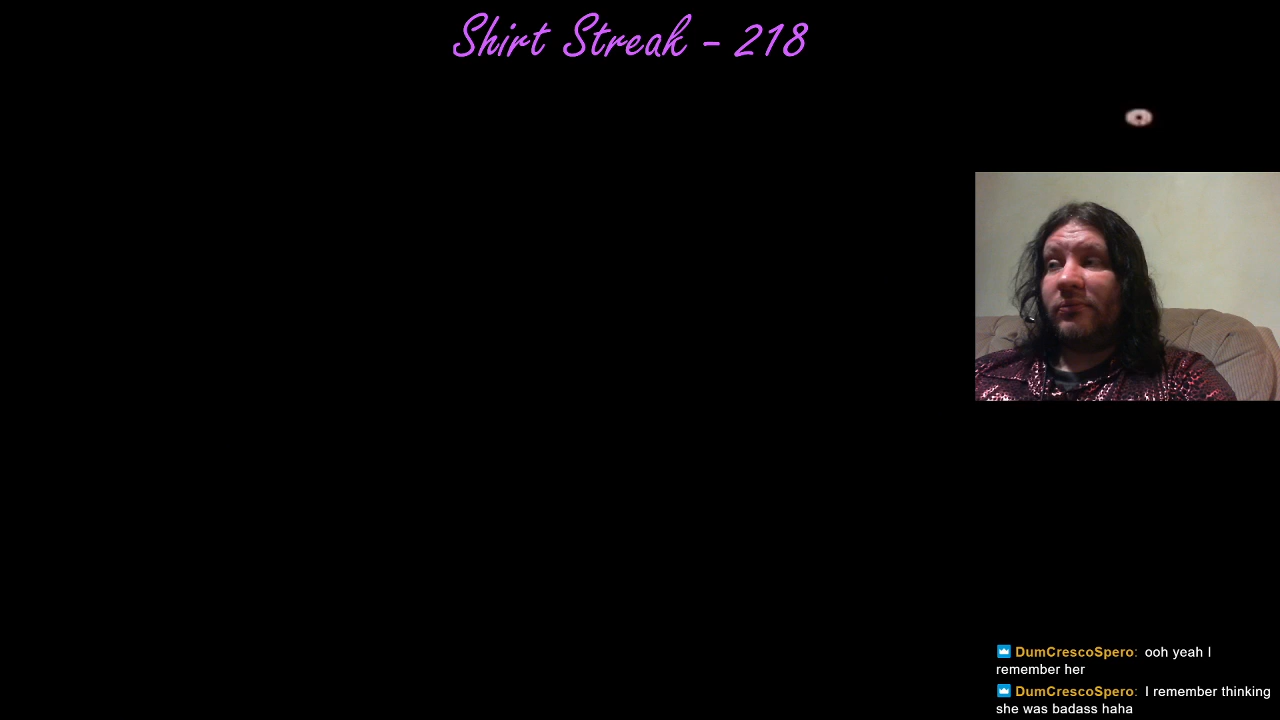 Shirt Streak - 218
DumCrescoSpero: ooh yeah I
remember her
DumCrescoSpero: I remember thinking
she was badass haha